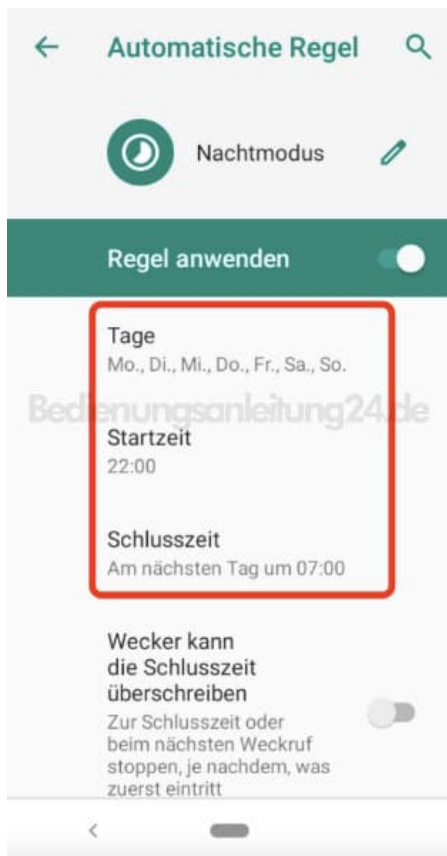 Automatische Regel
Nachtmodus
Regel anwenden
Tage
Mo., Di., Mi., Do., Fr., Sa., So.
Bedienungsanleitung24.de
Startzeit
22:00
Schlusszeit
Am nächsten Tag um 07:00
Wecker kann
die Schlusszeit
überschreiben
Zur Schlusszeit oder
beim nächsten Weckruf
stoppen, je nachdem, was
zuerst eintritt